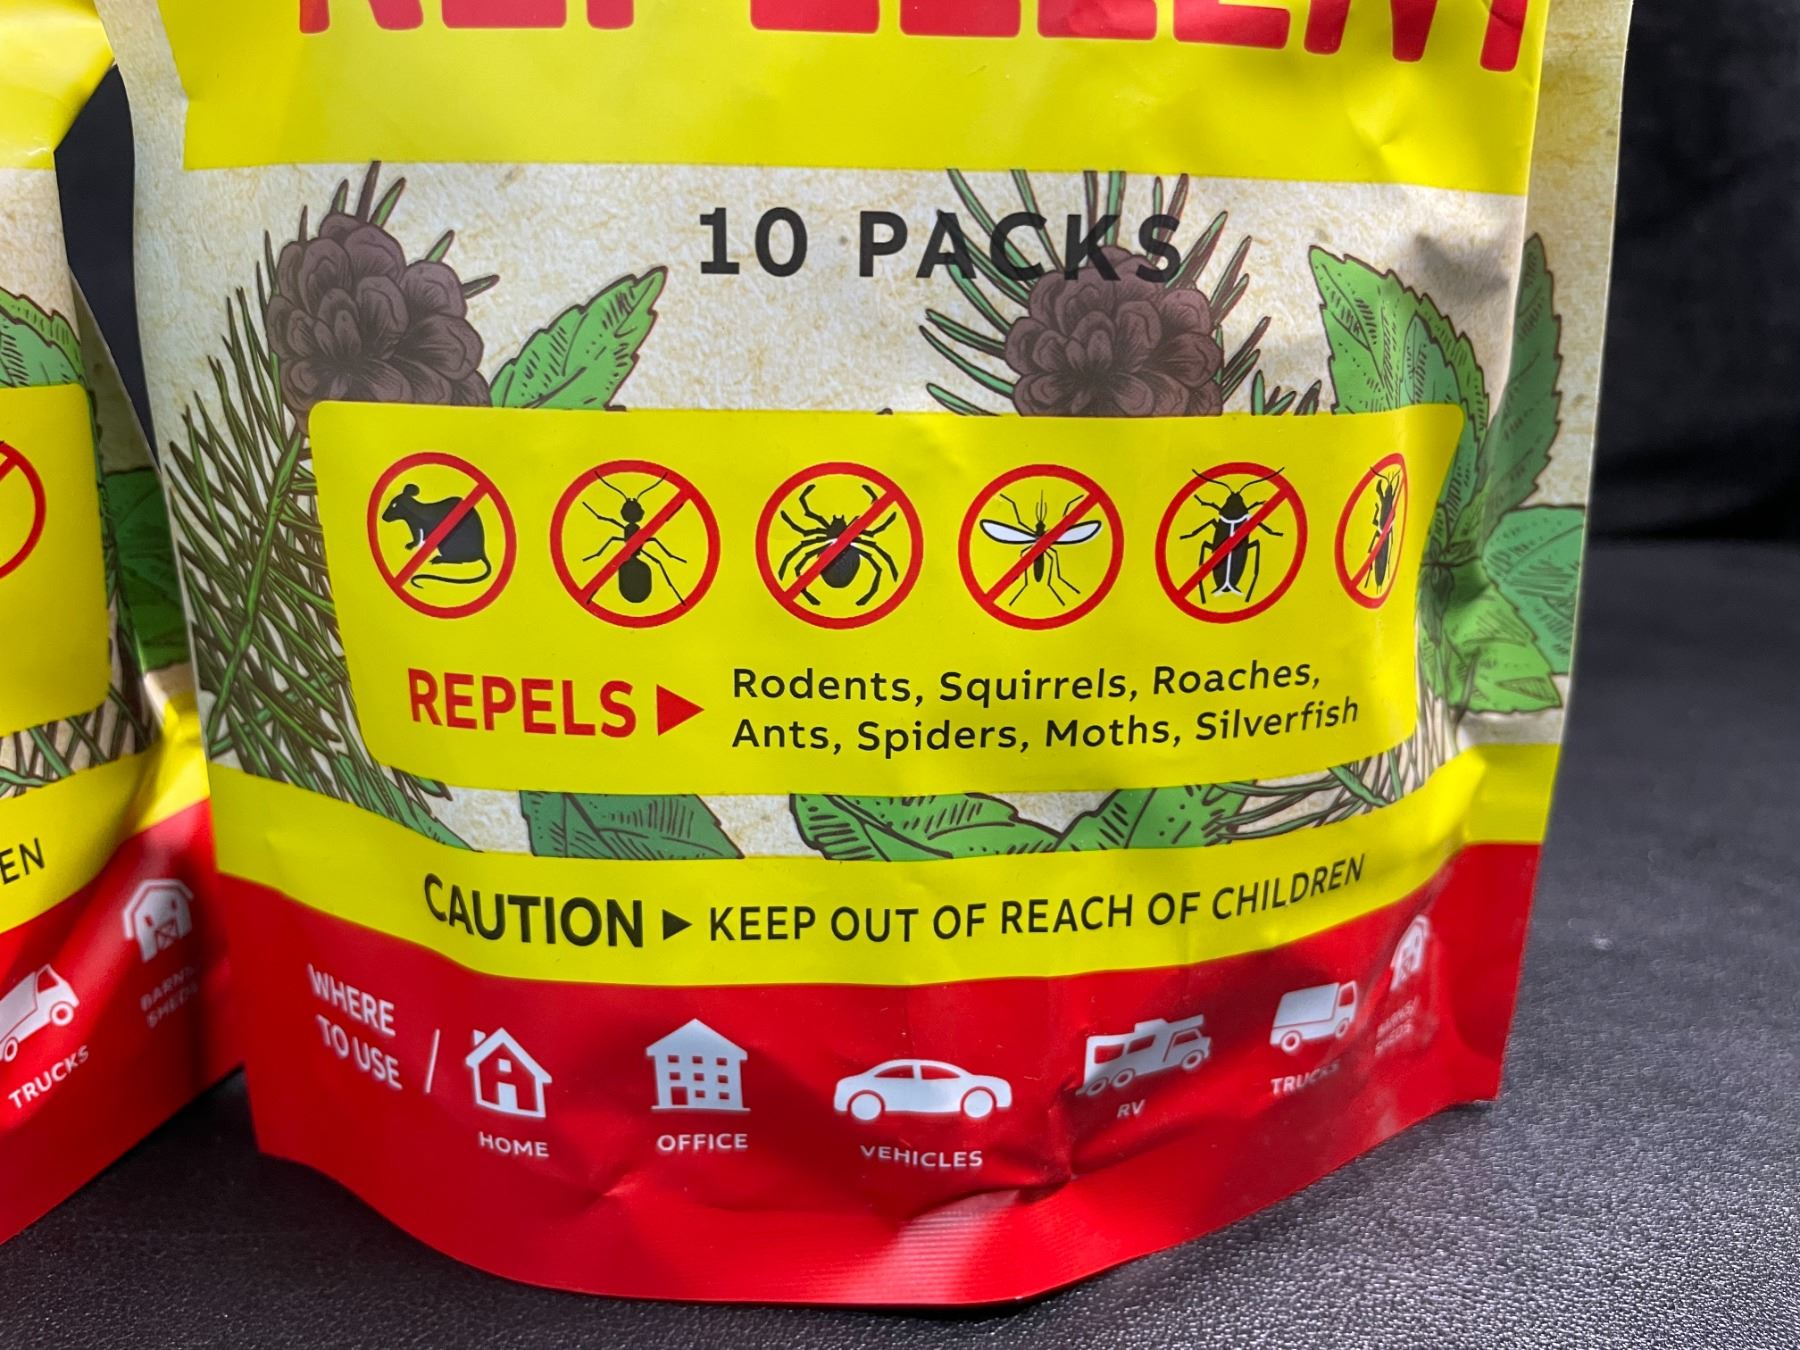 REPELLENT
10 PACKS
REPELS
Rodents, Squirrels, Roaches,
Ants, Spiders, Moths, Silverfish
CAUTION KEEP OUT OF REACH OF CHILDREN
WHERE
TO USE
HOME
OFFICE
VEHICLES
RV
TRUCKS
EN
TRUCKS